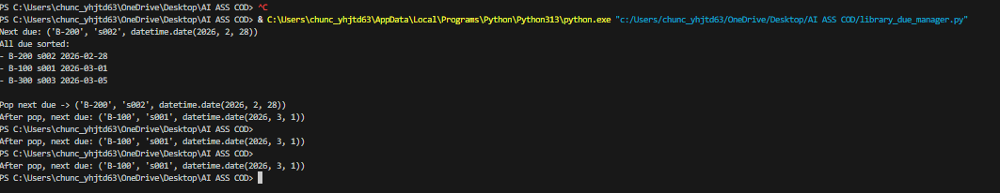 PS C:\Users\chunc_yhjtd63\OneDrive\Desktop\AI ASS COD> ^C
PS C:\Users\chunc_yhjtd63\OneDrive\Desktop\AI ASS COD> & C:\Users\chunc_yhjtd63\AppData\Local\Programs\Python\Python313\python.exe "c:/Users/chunc_yhjtd63/OneDrive/Desktop/AI ASS COD/library_due_manager.py"
Next due: ('B-200', 's002', datetime.date(2026, 2, 28))
All due sorted:
- B-200 s002 2026-02-28
- B-100 s001 2026-03-01
- B-300 s003 2026-03-05

Pop next due -> ('B-200', 's002', datetime.date(2026, 2, 28))
After pop, next due: ('B-100', 's001', datetime.date(2026, 3, 1))
PS C:\Users\chunc_yhjtd63\OneDrive\Desktop\AI ASS COD>
After pop, next due: ('B-100', 's001', datetime.date(2026, 3, 1))
PS C:\Users\chunc_yhjtd63\OneDrive\Desktop\AI ASS COD>
After pop, next due: ('B-100', 's001', datetime.date(2026, 3, 1))
PS C:\Users\chunc_yhjtd63\OneDrive\Desktop\AI ASS COD>